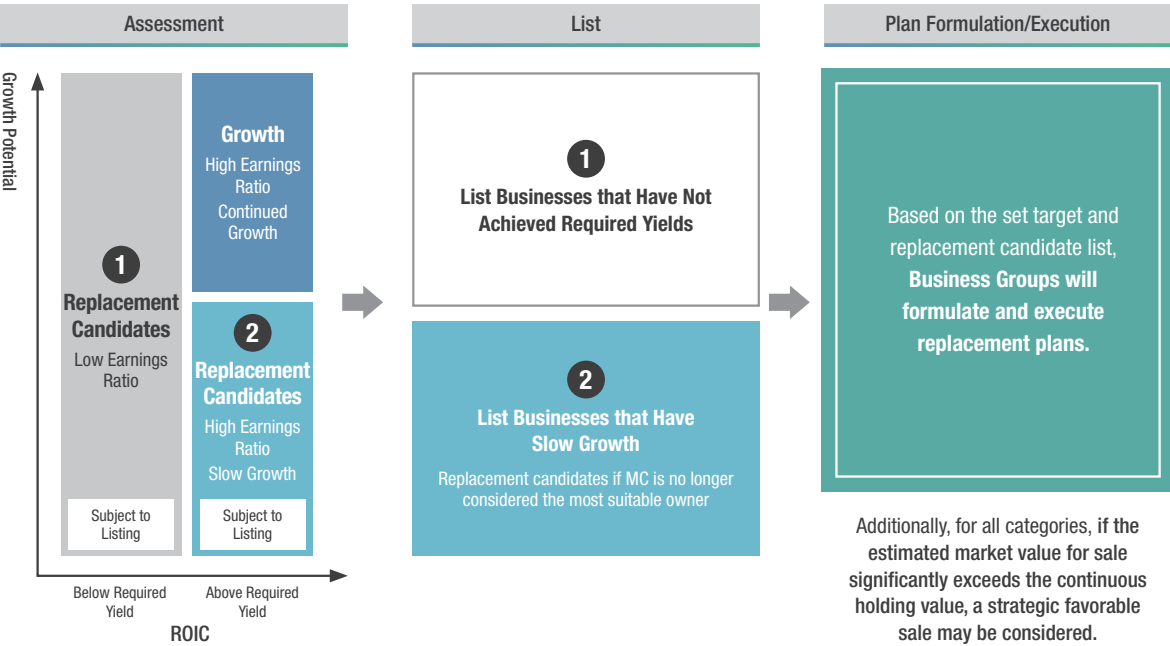 Assessment
Growth Potential
1
Replacement
Candidates
Low Earnings
Ratio
Subject to
Listing
Growth
High Earnings
Ratio
Continued
Growth
2
Replacement
Candidates
High Earnings
Ratio
Slow Growth
Subject to
Listing
Below Required
Yield
Above Required
Yield
ROIC
List
1
List Businesses that Have Not
Achieved Required Yields
2
List Businesses that Have
Slow Growth
Replacement candidates if MC is no longer
considered the most suitable owner
Plan Formulation/Execution
Based on the set target and
replacement candidate list,
Business Groups will
formulate and execute
replacement plans.
Additionally, for all categories, if the
estimated market value for sale
significantly exceeds the continuous
holding value, a strategic favorable
sale may be considered.